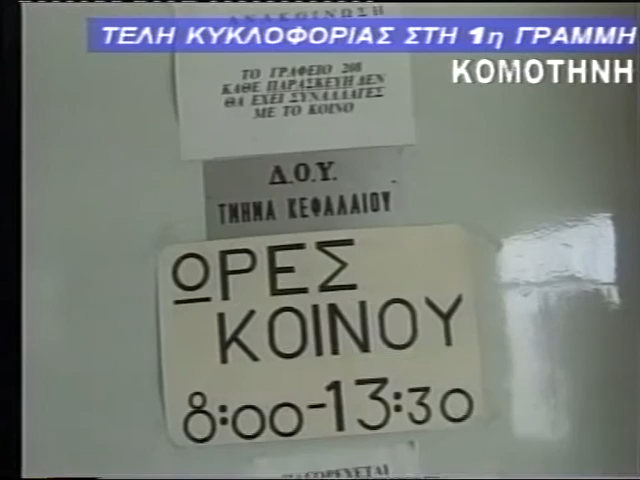 ΑΝΑΚΟΙΝΩΣΗ
ΤΕΛΗ ΚΥΚΛΟΦΟΡΙΑΣ ΣΤΗ 1η ΓΡΑΜΜΗ
ΚΟΜΟΤΗΝΗ
ΤΟ ΓΡΑΦΕΙΟ 208
ΚΑΘΕ ΠΑΡΑΣΚΕΥΗ ΔΕΝ
ΘΑ ΕΧΕΙ ΣΥΝΑΛΛΑΓΕΣ
ΜΕ ΤΟ ΚΟΙΝΟ
Δ.Ο.Υ.
ΤΜΗΜΑ ΚΕΦΑΛΑΙΟΥ
ΩΡΕΣ
ΚΟΙΝΟΥ
8:00-13:30